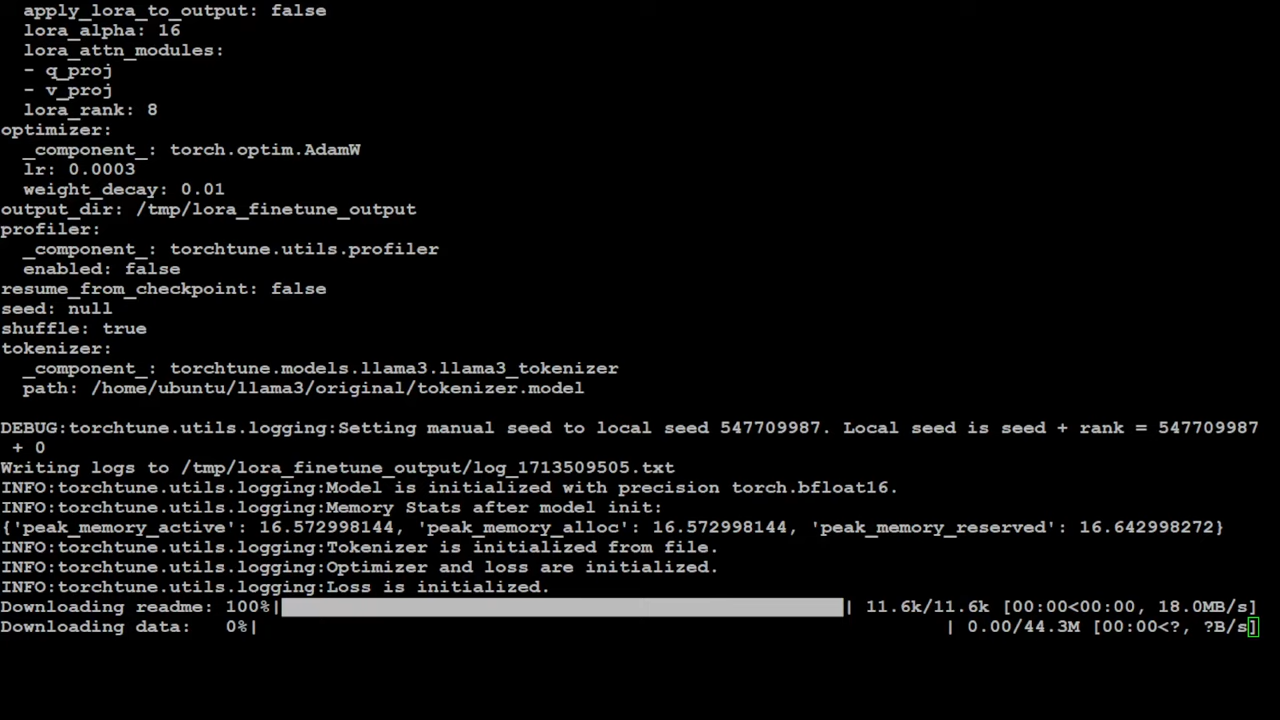 apply_lora_to_output: false
  lora_alpha: 16
  lora_attn_modules:
  - q_proj
  - v_proj
  lora_rank: 8
optimizer:
  _component_: torch.optim.AdamW
  lr: 0.0003
  weight_decay: 0.01
output_dir: /tmp/lora_finetune_output
profiler:
  _component_: torchtune.utils.profiler
  enabled: false
resume_from_checkpoint: false
seed: null
shuffle: true
tokenizer:
  _component_: torchtune.models.llama3.llama3_tokenizer
  path: /home/ubuntu/llama3/original/tokenizer.model

DEBUG:torchtune.utils.logging:Setting manual seed to local seed 547709987. Local seed is seed + rank = 547709987
 + 0
Writing logs to /tmp/lora_finetune_output/log_1713509505.txt
INFO:torchtune.utils.logging:Model is initialized with precision torch.bfloat16.
INFO:torchtune.utils.logging:Memory Stats after model init:
{'peak_memory_active': 16.572998144, 'peak_memory_alloc': 16.572998144, 'peak_memory_reserved': 16.642998272}
INFO:torchtune.utils.logging:Tokenizer is initialized from file.
INFO:torchtune.utils.logging:Optimizer and loss are initialized.
INFO:torchtune.utils.logging:Loss is initialized.
Downloading readme: 100%| | 11.6k/11.6k [00:00<00:00, 18.0MB/s]
Downloading data:   0%| | 0.00/44.3M [00:00<?, ?B/s]